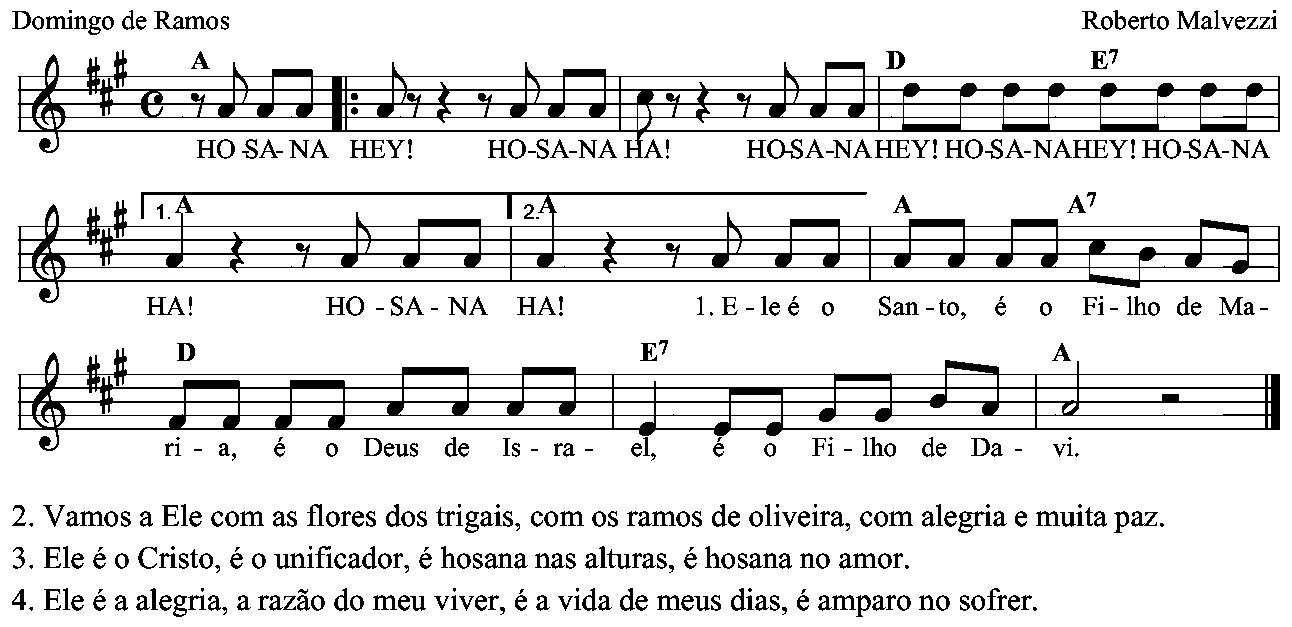 Domingo de Ramos Roberto Malvezzi
A D E7
HO-SA-NA HEY! HO-SA-NA HA! HO-SA-NA HEY! HO-SA-NA HEY! HO-SA-NA
1. A 2. A A A7
HA! HO-SA-NA HA! 1. E-le é o San-to, é o Fi-lho de Ma-
D E7 A
ri-a, é o Deus de Is-ra-el, é o Fi-lho de Da-vi.
2. Vamos a Ele com as flores dos trigais, com os ramos de oliveira, com alegria e muita paz.
3. Ele é o Cristo, é o unificador, é hosana nas alturas, é hosana no amor.
4. Ele é a alegria, a razão do meu viver, é a vida de meus dias, é amparo no sofrer.